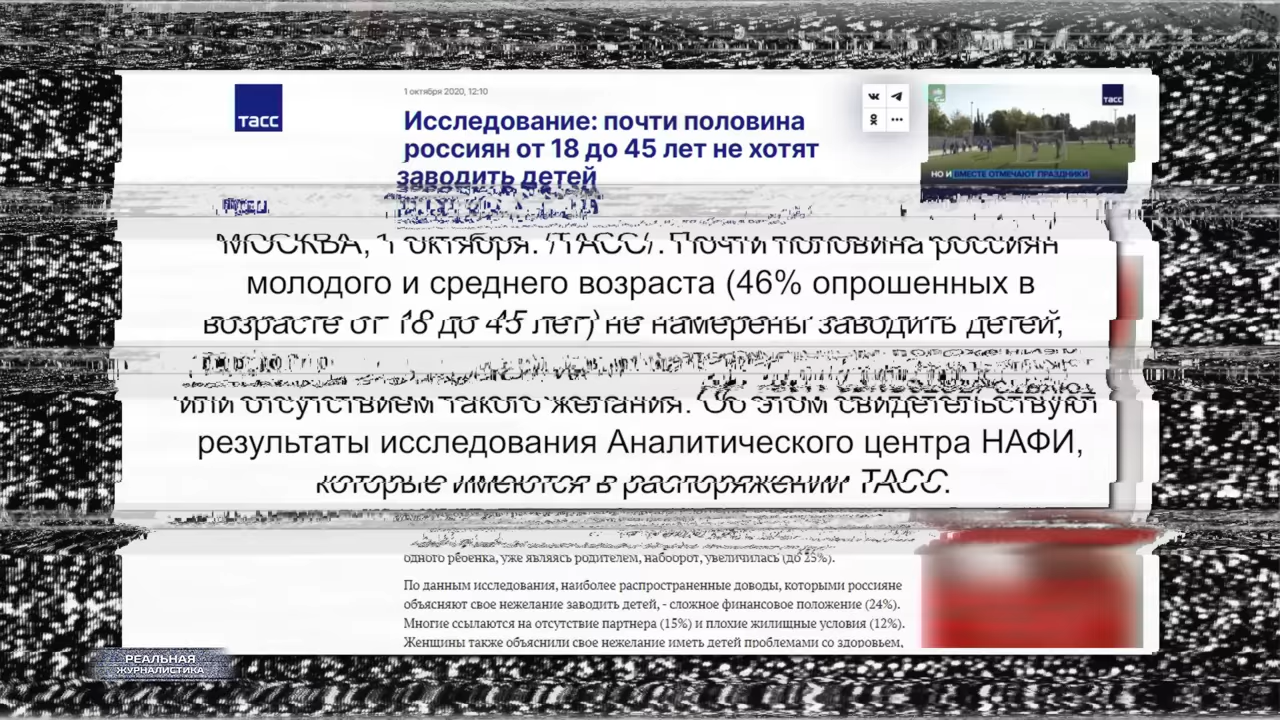 тасс
1 октября 2020, 12:10
Исследование: почти половина
россиян от 18 до 45 лет не хотят
заводить детей
тасс
НО И ВМЕСТЕ ОТМЕЧАЮТ ПРАЗДНИКИ
МОСКВА, 1 октября. /ТАСС/. Почти половина россиян
молодого и среднего возраста (46% опрошенных в
возрасте от 18 до 45 лет) не намерены заводить детей,
или отсутствием такого желания. Об этом свидетельствуют
результаты исследования Аналитического центра НАФИ,
которые имеются в распоряжении ТАСС.
одного ребенка, уже являясь родителем, наоборот, увеличилась (до 25%).
По данным исследования, наиболее распространенные доводы, которыми россияне
объясняют свое нежелание заводить детей, - сложное финансовое положение (24%).
Многие ссылаются на отсутствие партнера (15%) и плохие жилищные условия (12%).
Женщины также объяснили свое нежелание иметь детей проблемами со здоровьем,
РЕАЛЬНАЯ
ЖУРНАЛИСТИКА